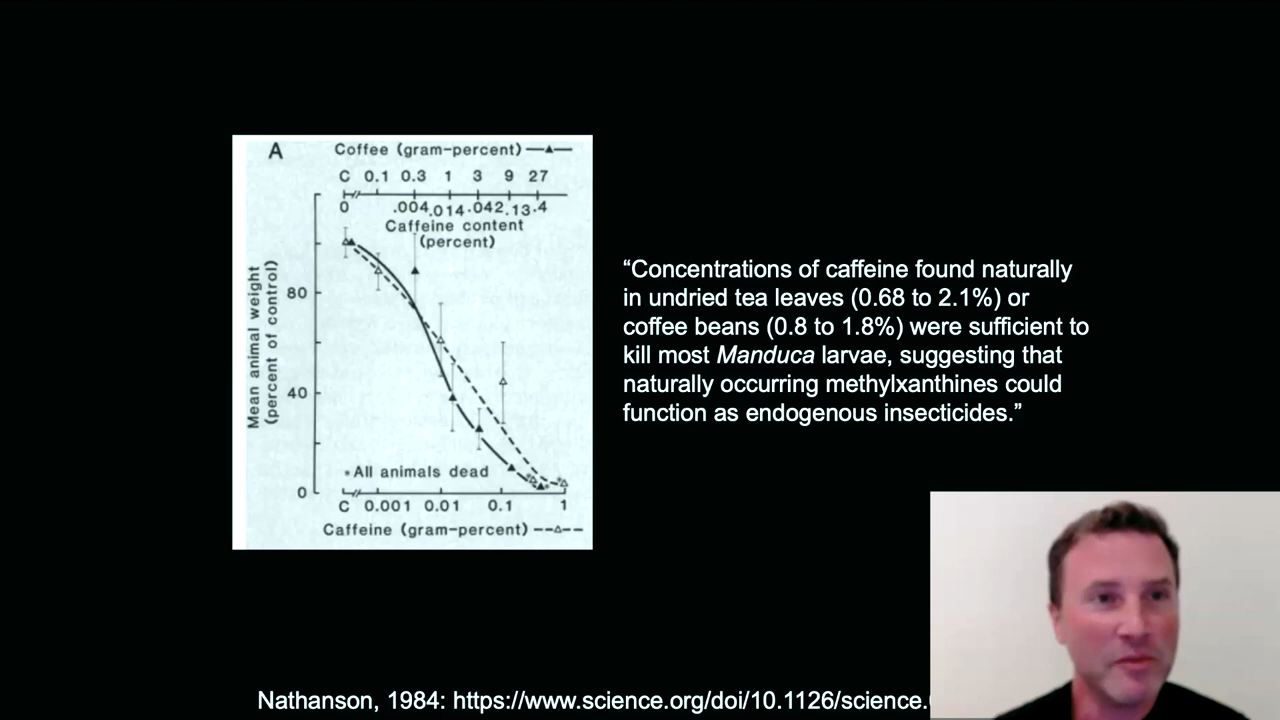 A
Coffee (gram-percent)
C 0.1 0.3 1 3 9 27
0 .004 .014 .042 .13 .4
Caffeine content
(percent)
Mean animal weight
(percent of control)
80
40
0
*All animals dead
C 0.001 0.01 0.1 1
Caffeine (gram-percent)
“Concentrations of caffeine found naturally
in undried tea leaves (0.68 to 2.1%) or
coffee beans (0.8 to 1.8%) were sufficient to
kill most Manduca larvae, suggesting that
naturally occurring methylxanthines could
function as endogenous insecticides.”
Nathanson, 1984: https://www.science.org/doi/10.1126/science.